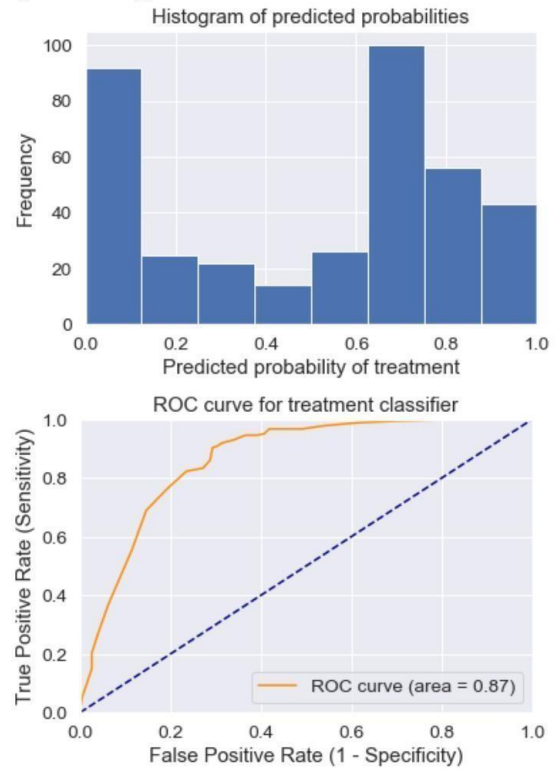 Histogram of predicted probabilities
100
80
60
40
20
0
Frequency
0.0 0.2 0.4 0.6 0.8 1.0
Predicted probability of treatment
ROC curve for treatment classifier
1.0
0.8
0.6
0.4
0.2
0.0
True Positive Rate (Sensitivity)
ROC curve (area = 0.87)
0.0 0.2 0.4 0.6 0.8 1.0
False Positive Rate (1 - Specificity)